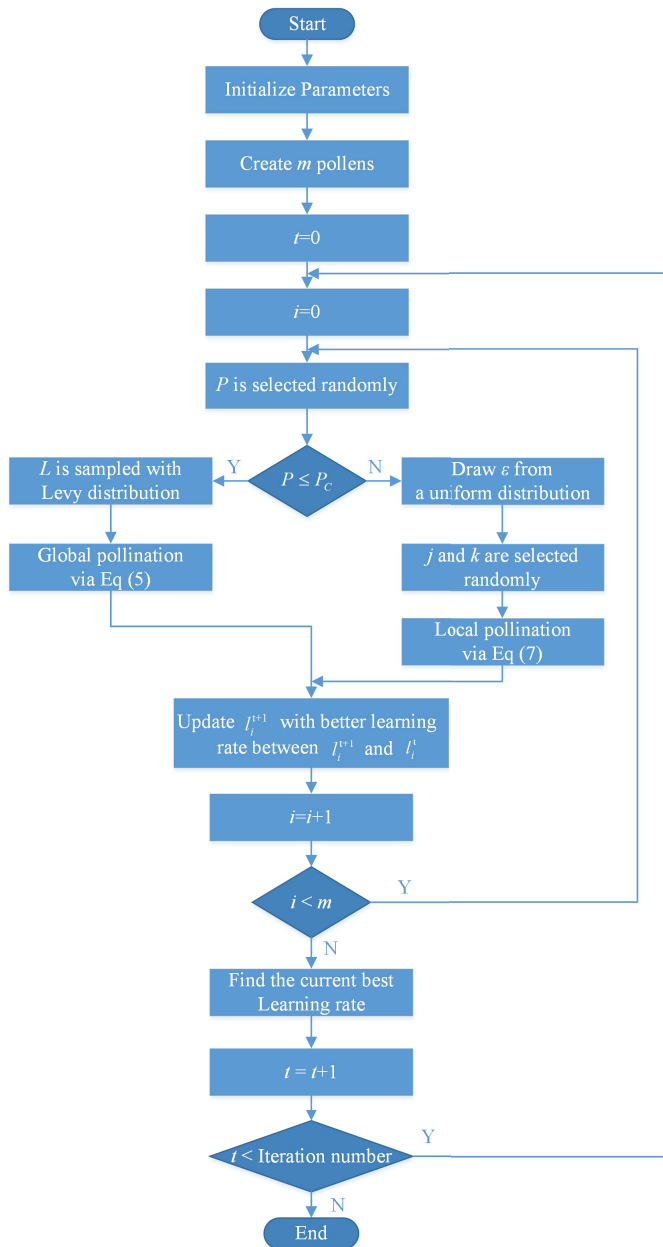 Start
Initialize Parameters
Create m pollens
t=0
i=0
P is selected randomly
Y
P ≤ P_C
N
L is sampled with
Levy distribution
Draw ε from
a uniform distribution
Global pollination
via Eq (5)
j and k are selected
randomly
Local pollination
via Eq (7)
Update l_i^{t+1} with better learning
rate between l_i^{t+1} and l_i^t
i=i+1
i < m
Y
N
Find the current best
Learning rate
t = t+1
t < Iteration number
Y
N
End